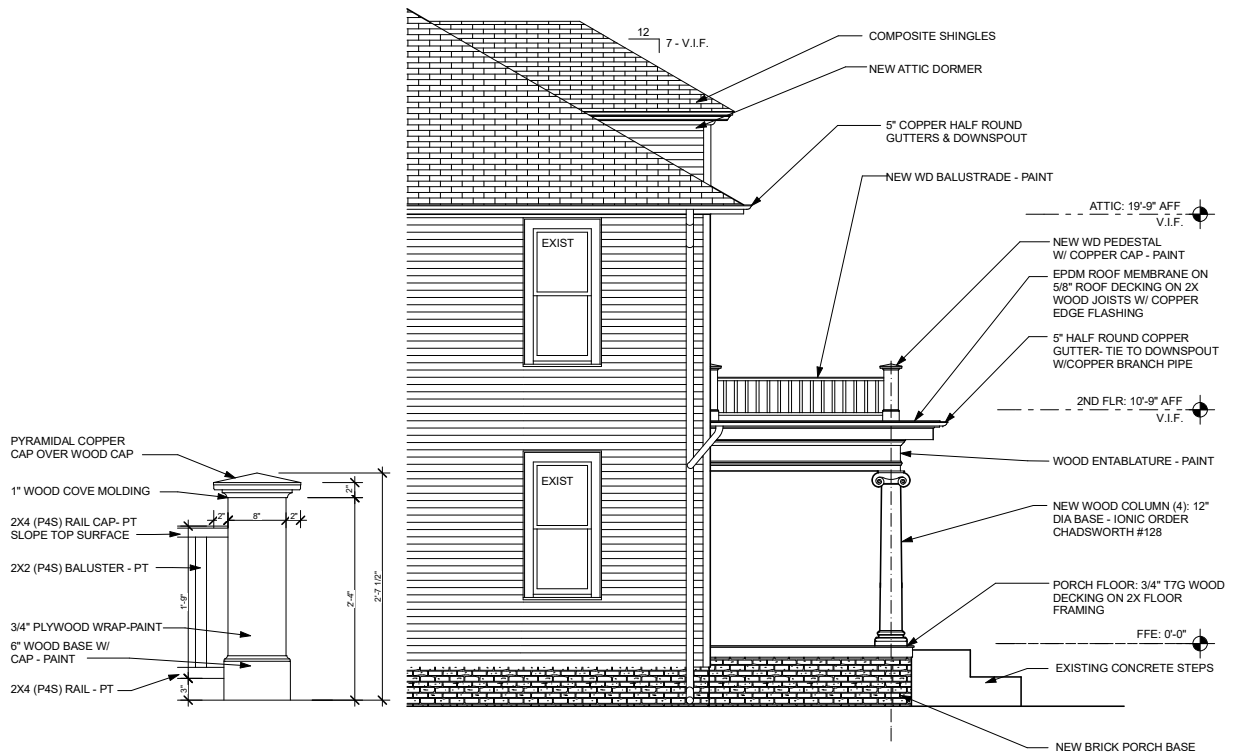 12
7 - V.I.F.
COMPOSITE SHINGLES
NEW ATTIC DORMER
5" COPPER HALF ROUND
GUTTERS & DOWNSPOUT
NEW WD BALUSTRADE - PAINT
ATTIC: 19'-9" AFF
V.I.F.
NEW WD PEDESTAL
W/ COPPER CAP - PAINT
EPDM ROOF MEMBRANE ON
5/8" ROOF DECKING ON 2X
WOOD JOISTS W/ COPPER
EDGE FLASHING
5" HALF ROUND COPPER
GUTTER- TIE TO DOWNSPOUT
W/COPPER BRANCH PIPE
2ND FLR: 10'-9" AFF
V.I.F.
WOOD ENTABLATURE - PAINT
NEW WOOD COLUMN (4): 12"
DIA BASE - IONIC ORDER
CHADSWORTH #128
PORCH FLOOR: 3/4" T7G WOOD
DECKING ON 2X FLOOR
FRAMING
FFE: 0'-0"
EXISTING CONCRETE STEPS
NEW BRICK PORCH BASE
EXIST
EXIST
PYRAMIDAL COPPER
CAP OVER WOOD CAP
1" WOOD COVE MOLDING
2X4 (P4S) RAIL CAP- PT
SLOPE TOP SURFACE
2X2 (P4S) BALUSTER - PT
3/4" PLYWOOD WRAP-PAINT
6" WOOD BASE W/
CAP - PAINT
2X4 (P4S) RAIL - PT
2"
8"
2"
2"
1'-9"
3"
2'-4"
2'-7 1/2"